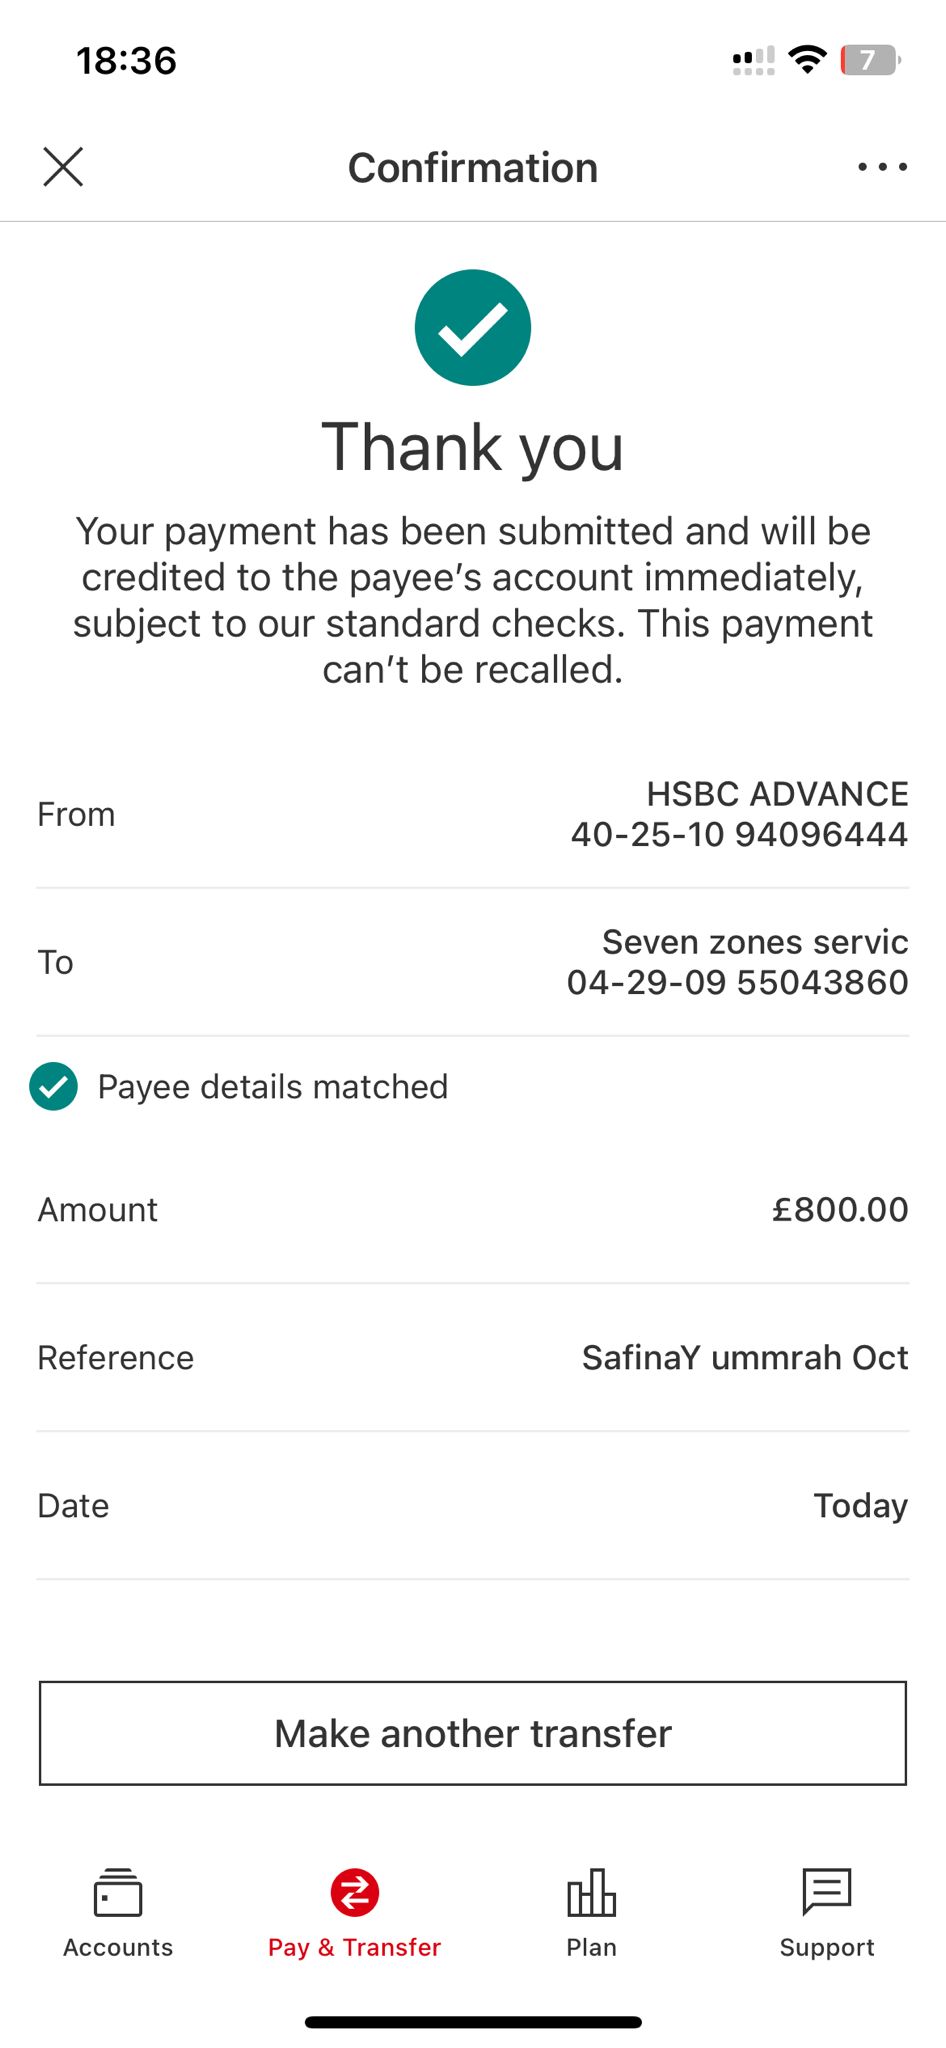 18:36
7
Confirmation
Thank you
Your payment has been submitted and will be
credited to the payee's account immediately,
subject to our standard checks. This payment
can't be recalled.
From
HSBC ADVANCE
40-25-10 94096444
To
Seven zones servic
04-29-09 55043860
Payee details matched
Amount
£800.00
Reference
SafinaY ummrah Oct
Date
Today
Make another transfer
Accounts
Pay & Transfer
Plan
Support